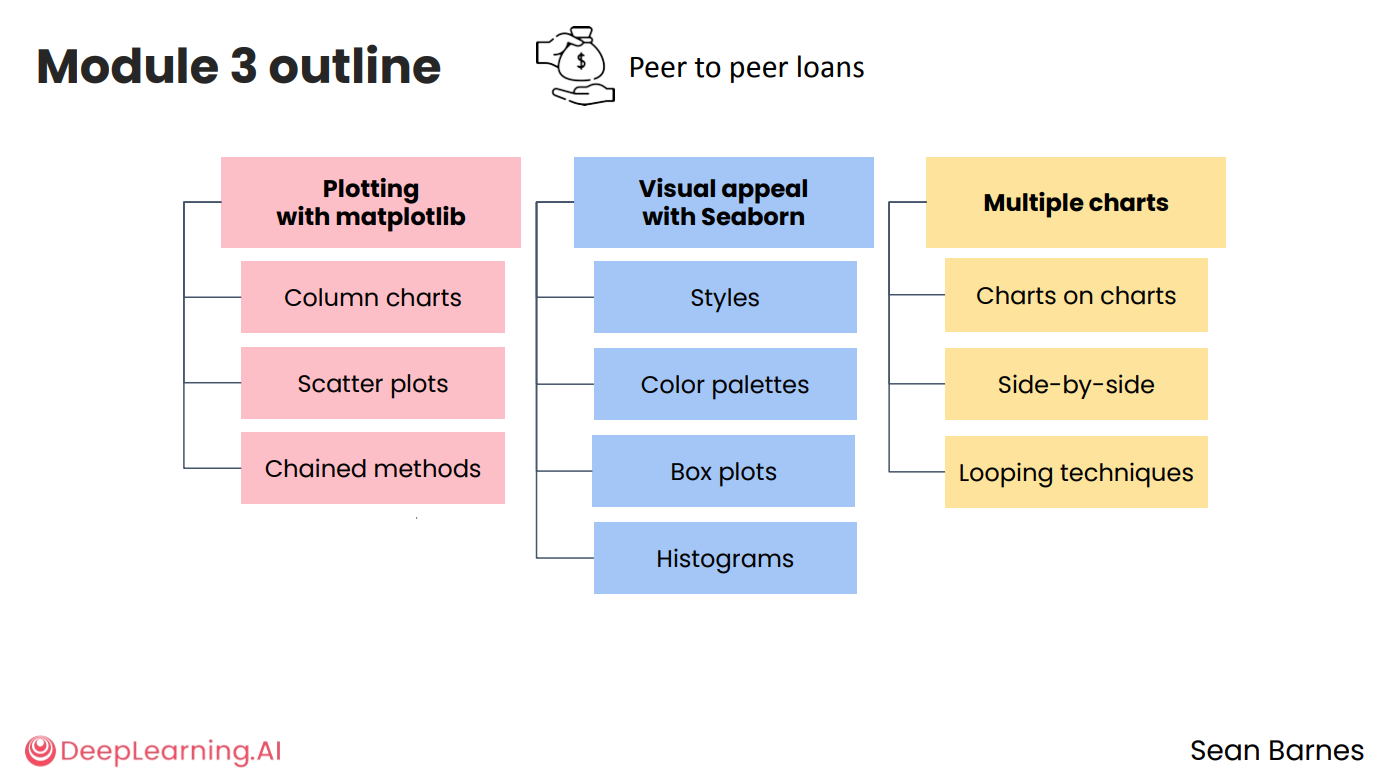 Module 3 outline
$
Peer to peer loans
Plotting
with matplotlib
Column charts
Scatter plots
Chained methods
Visual appeal
with Seaborn
Styles
Color palettes
Box plots
Histograms
Multiple charts
Charts on charts
Side-by-side
Looping techniques
DeepLearning.AI
Sean Barnes